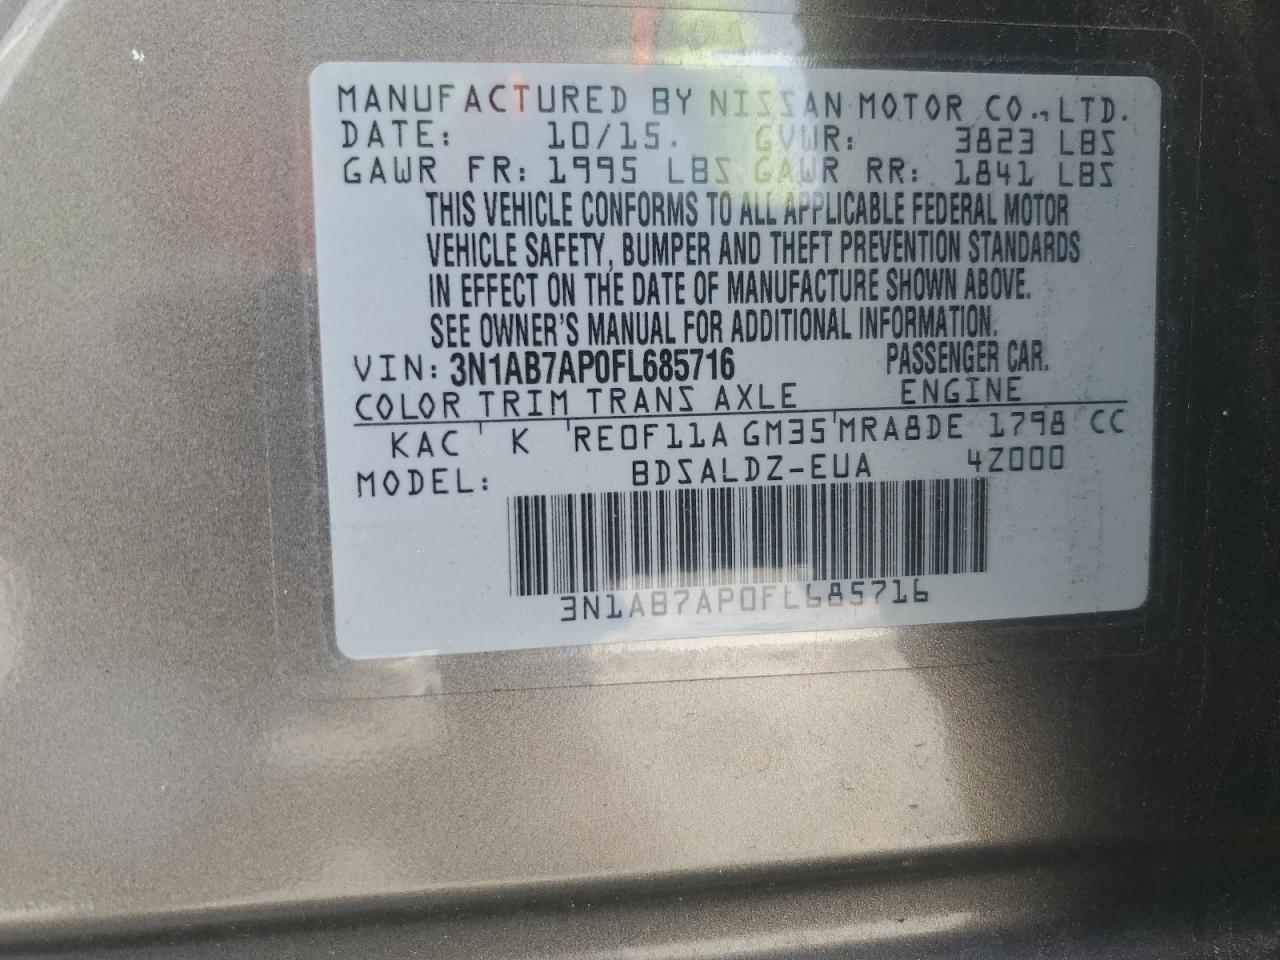 MANUFACTURED BY NISSAN MOTOR CO., LTD.
DATE: 10/15. GVWR: 3823 LBS
GAWR FR: 1995 LBS GAWR RR: 1841 LBS
THIS VEHICLE CONFORMS TO ALL APPLICABLE FEDERAL MOTOR
VEHICLE SAFETY, BUMPER AND THEFT PREVENTION STANDARDS
IN EFFECT ON THE DATE OF MANUFACTURE SHOWN ABOVE.
SEE OWNER'S MANUAL FOR ADDITIONAL INFORMATION.
VIN: 3N1AB7AP0FL685716 PASSENGER CAR.
COLOR TRIM TRANS AXLE ENGINE
KAC K RE0F11A GM35 MRA8DE 1798 CC
MODEL: BDSALDZ-EUA 4Z000
3N1AB7AP0FL685716